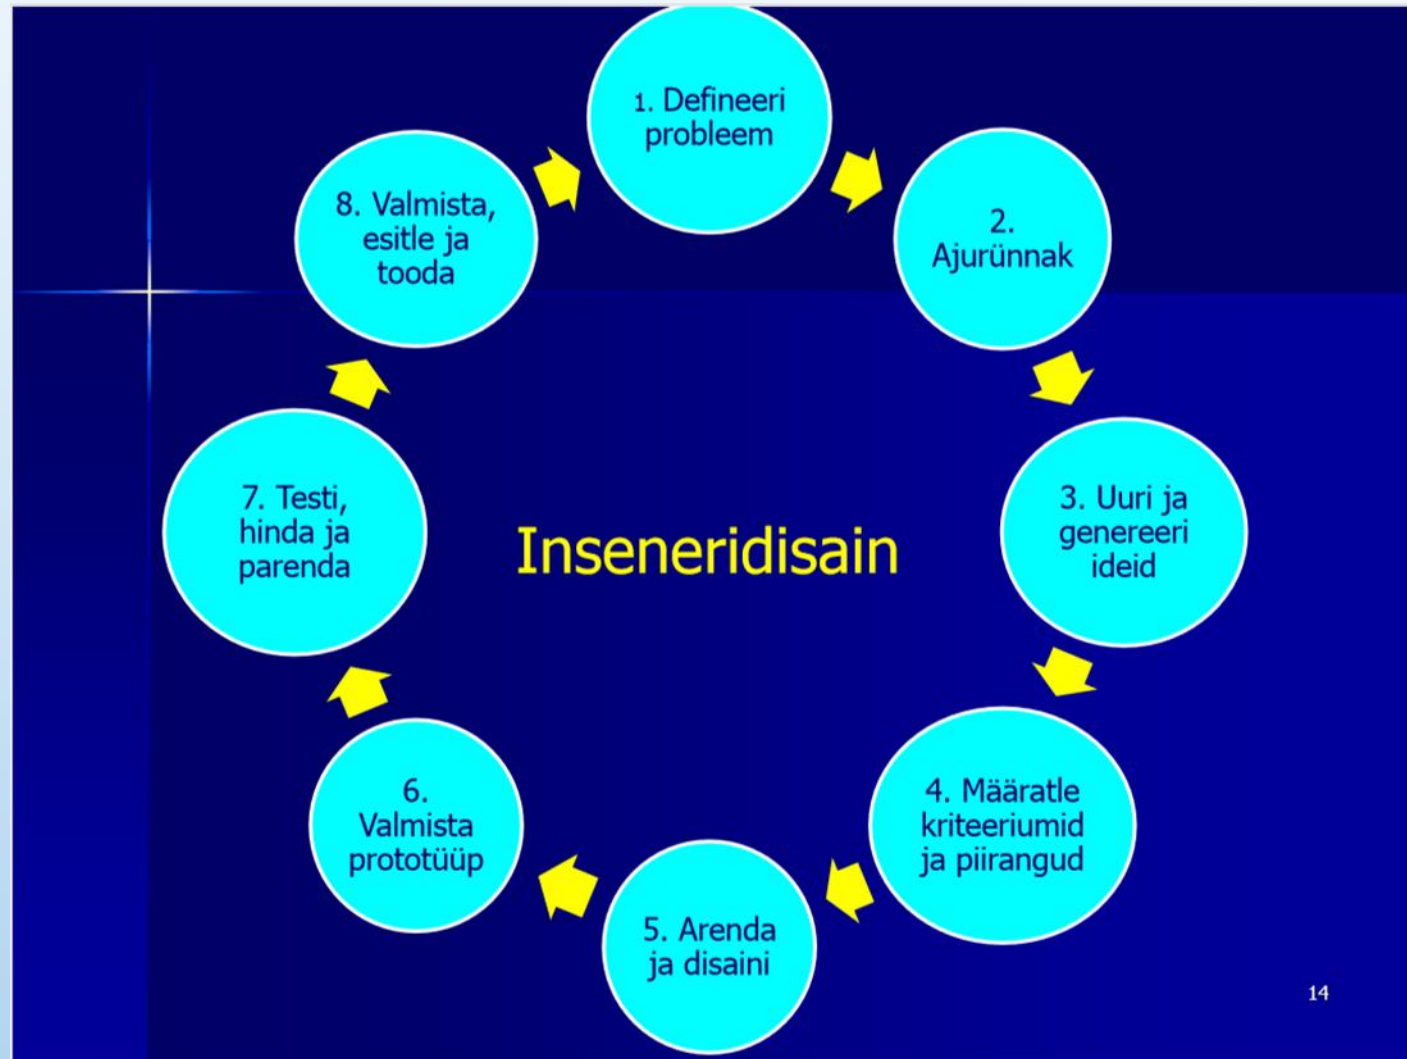 1. Defineeri
probleem
2.
Ajurünnak
3. Uuri ja
genereeri
ideid
4. Määratle
kriteeriumid
ja piirangud
5. Arenda
ja disaini
6.
Valmista
prototüüp
7. Testi,
hinda ja
parenda
8. Valmista,
esitle ja
tooda
Inseneridisain
14